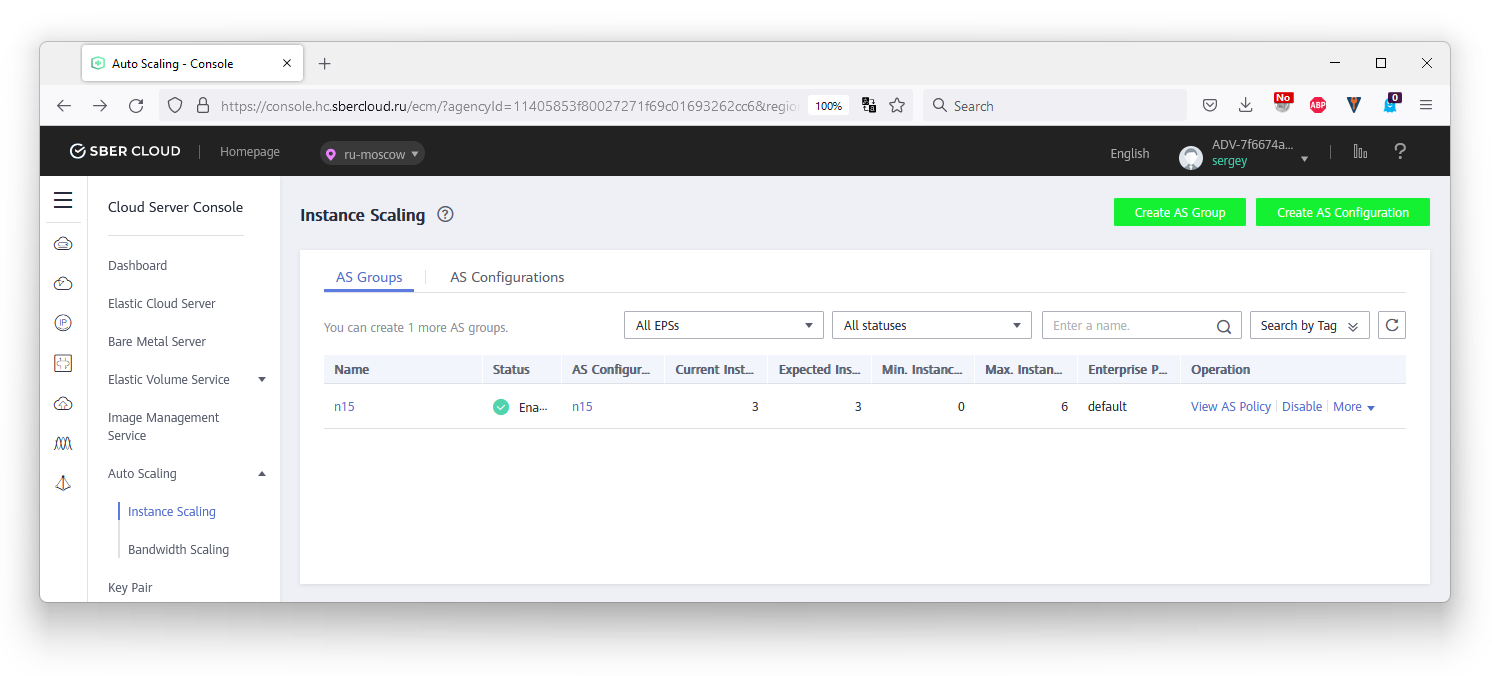 Auto Scaling - Console
https://console.hc.sbercloud.ru/ecm/?agencyId=11405853f80027271f69c01693262cc6&regio
100%
Search
No
ABP
0
SBER CLOUD
Homepage
ru-moscow
English
ADV-7f6674a...
sergey
Cloud Server Console
Dashboard
Elastic Cloud Server
Bare Metal Server
Elastic Volume Service
Image Management
Service
Auto Scaling
Instance Scaling
Bandwidth Scaling
Key Pair
IP
Instance Scaling
Create AS Group
Create AS Configuration
AS Groups
AS Configurations
You can create 1 more AS groups.
All EPSs
All statuses
Enter a name.
Search by Tag
Name Status AS Configur... Current Inst... Expected Ins... Min. Instanc... Max. Instan... Enterprise P... Operation
n15 Ena... n15 3 3 0 6 default View AS Policy Disable More